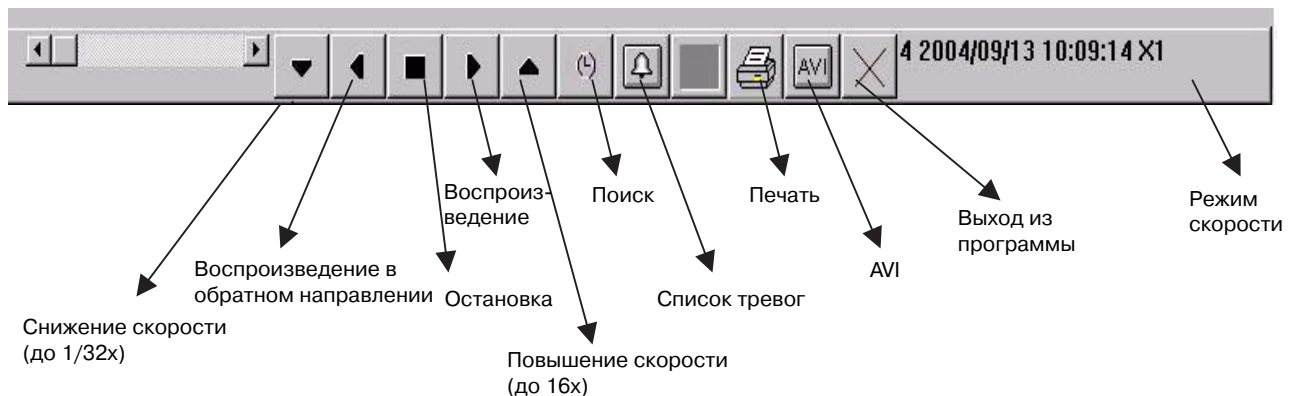 4 2004/09/13 10:09:14 X1
AVI
Воспроиз-
ведение
Поиск
Печать
Выход из
программы
Режим
скорости
Воспроизведение в
обратном направлении
Остановка
Список тревог
AVI
Снижение скорости
(до 1/32x)
Повышение скорости
(до 16x)